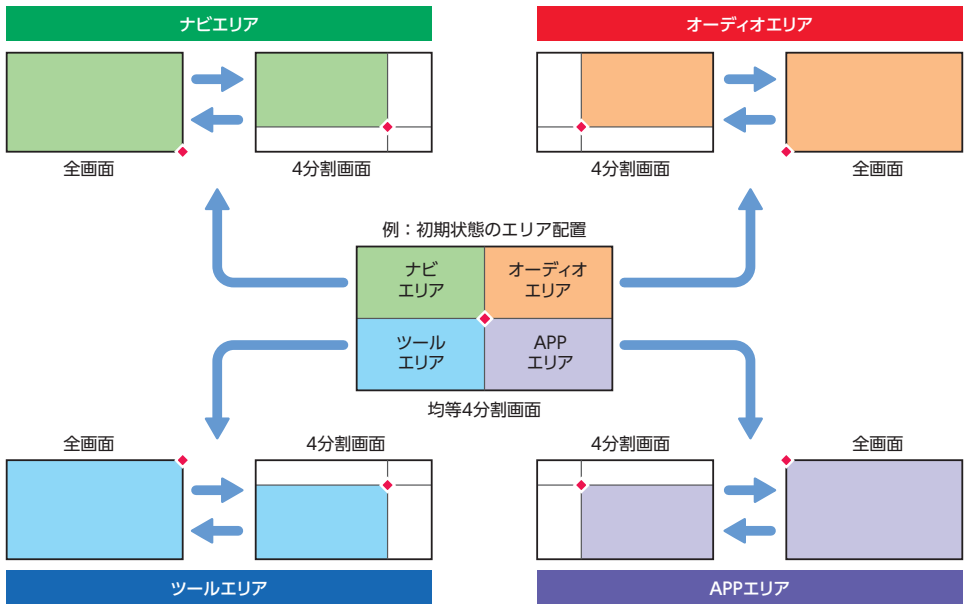 ナビエリア
オーディオエリア
全画面
4分割画面
4分割画面
全画面
例：初期状態のエリア配置
ナビ
エリア
オーディオ
エリア
ツール
エリア
APP
エリア
均等4分割画面
全画面
4分割画面
4分割画面
全画面
ツールエリア
APPエリア